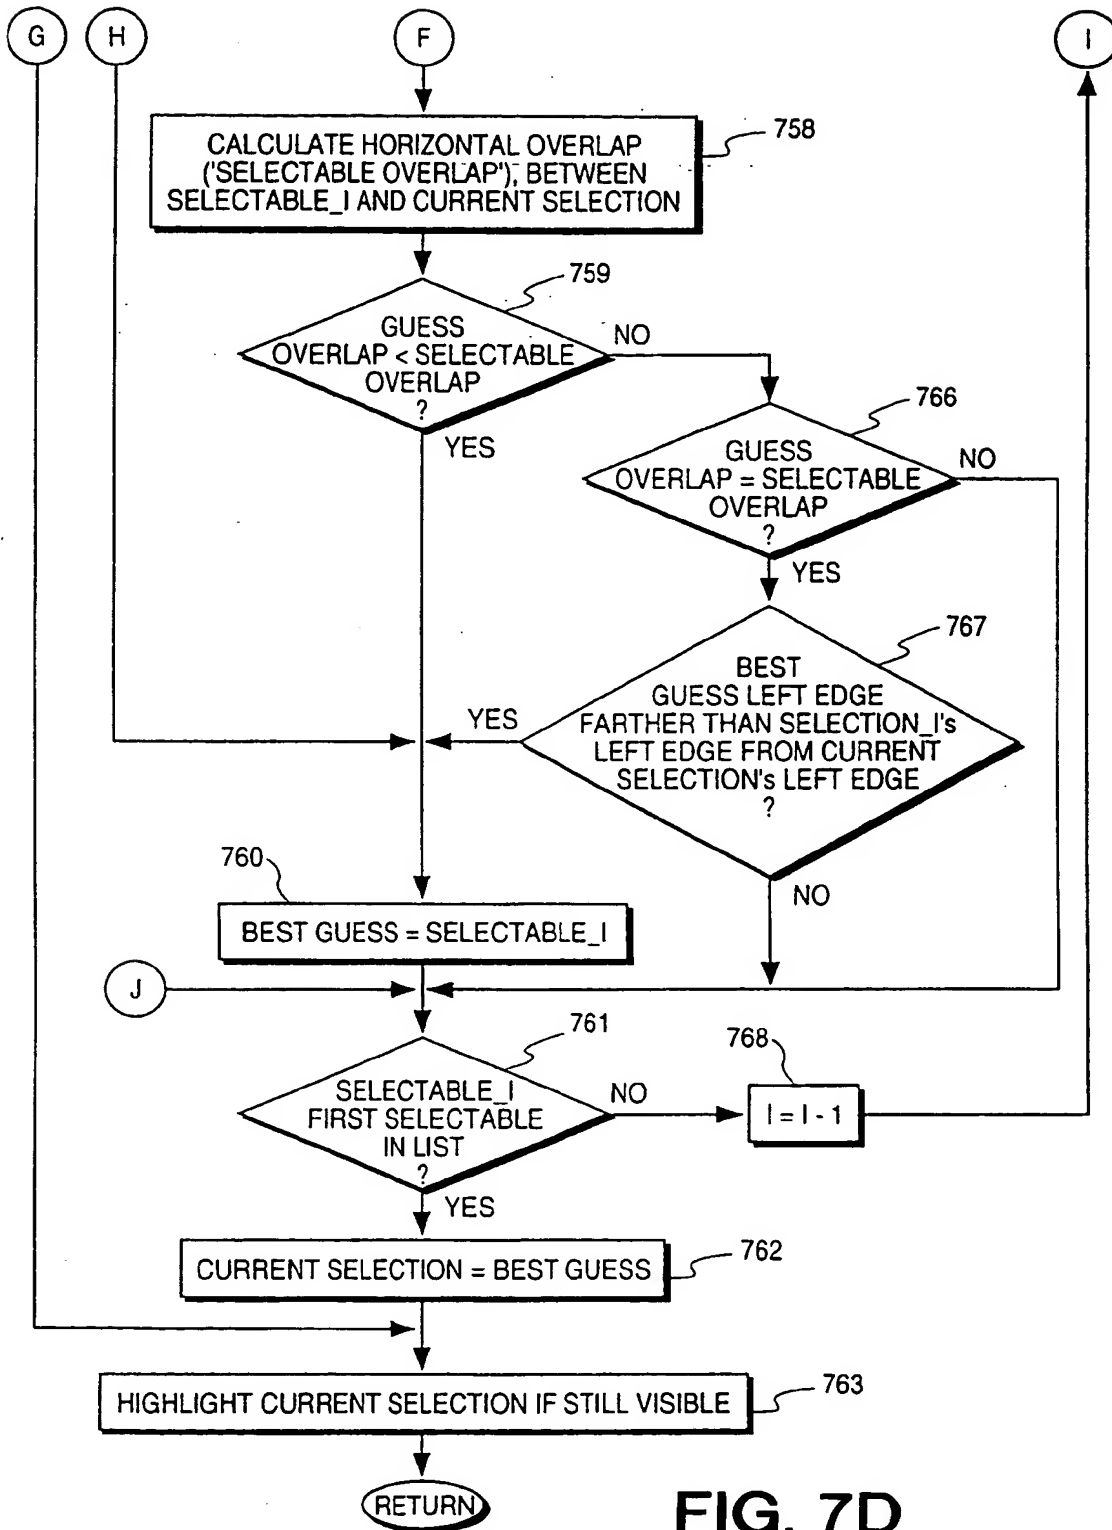 G
H
F
I
CALCULATE HORIZONTAL OVERLAP
('SELECTABLE OVERLAP'), BETWEEN
SELECTABLE_I AND CURRENT SELECTION
758
759
GUESS
OVERLAP < SELECTABLE
OVERLAP
?
NO
YES
766
GUESS
OVERLAP = SELECTABLE
OVERLAP
?
NO
YES
767
BEST
GUESS LEFT EDGE
FARTHER THAN SELECTION_I's
LEFT EDGE FROM CURRENT
SELECTION's LEFT EDGE
?
YES
NO
760
BEST GUESS = SELECTABLE_I
J
761
SELECTABLE_I
FIRST SELECTABLE
IN LIST
?
NO
768
I = I - 1
YES
CURRENT SELECTION = BEST GUESS
762
HIGHLIGHT CURRENT SELECTION IF STILL VISIBLE
763
RETURN
FIG. 7D